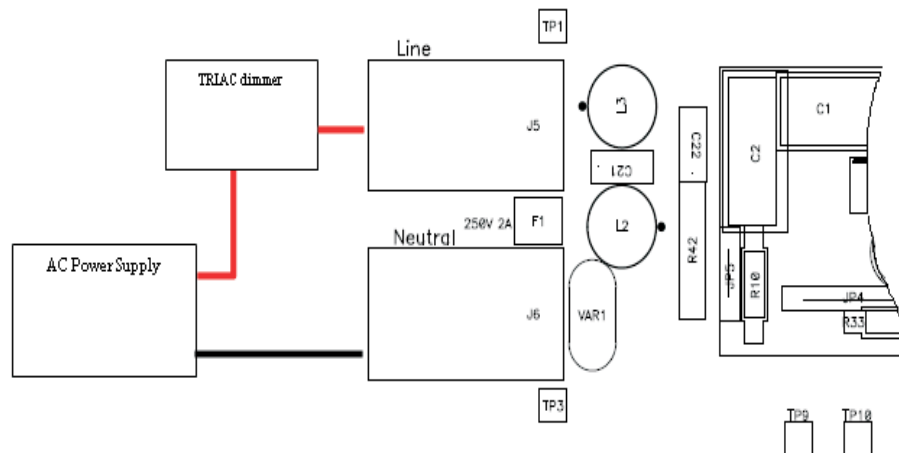 TP1
Line
TRIAC dimmer
J5
L3
C21
C22
C2
C1
250V 2A
F1
L2
Neutral
AC Power Supply
R42
JP5
R10
JP4
J6
VAR1
R33
TP3
TP9
TP10